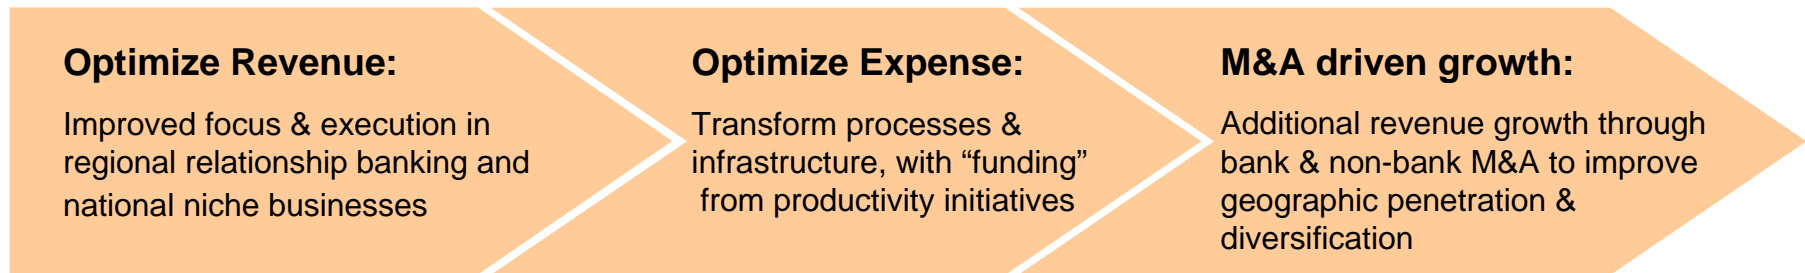 Optimize Revenue:
Improved focus & execution in
regional relationship banking and
national niche businesses
Optimize Expense:
Transform processes &
infrastructure, with “funding”
from productivity initiatives
M&A driven growth:
Additional revenue growth through
bank & non-bank M&A to improve
geographic penetration &
diversification